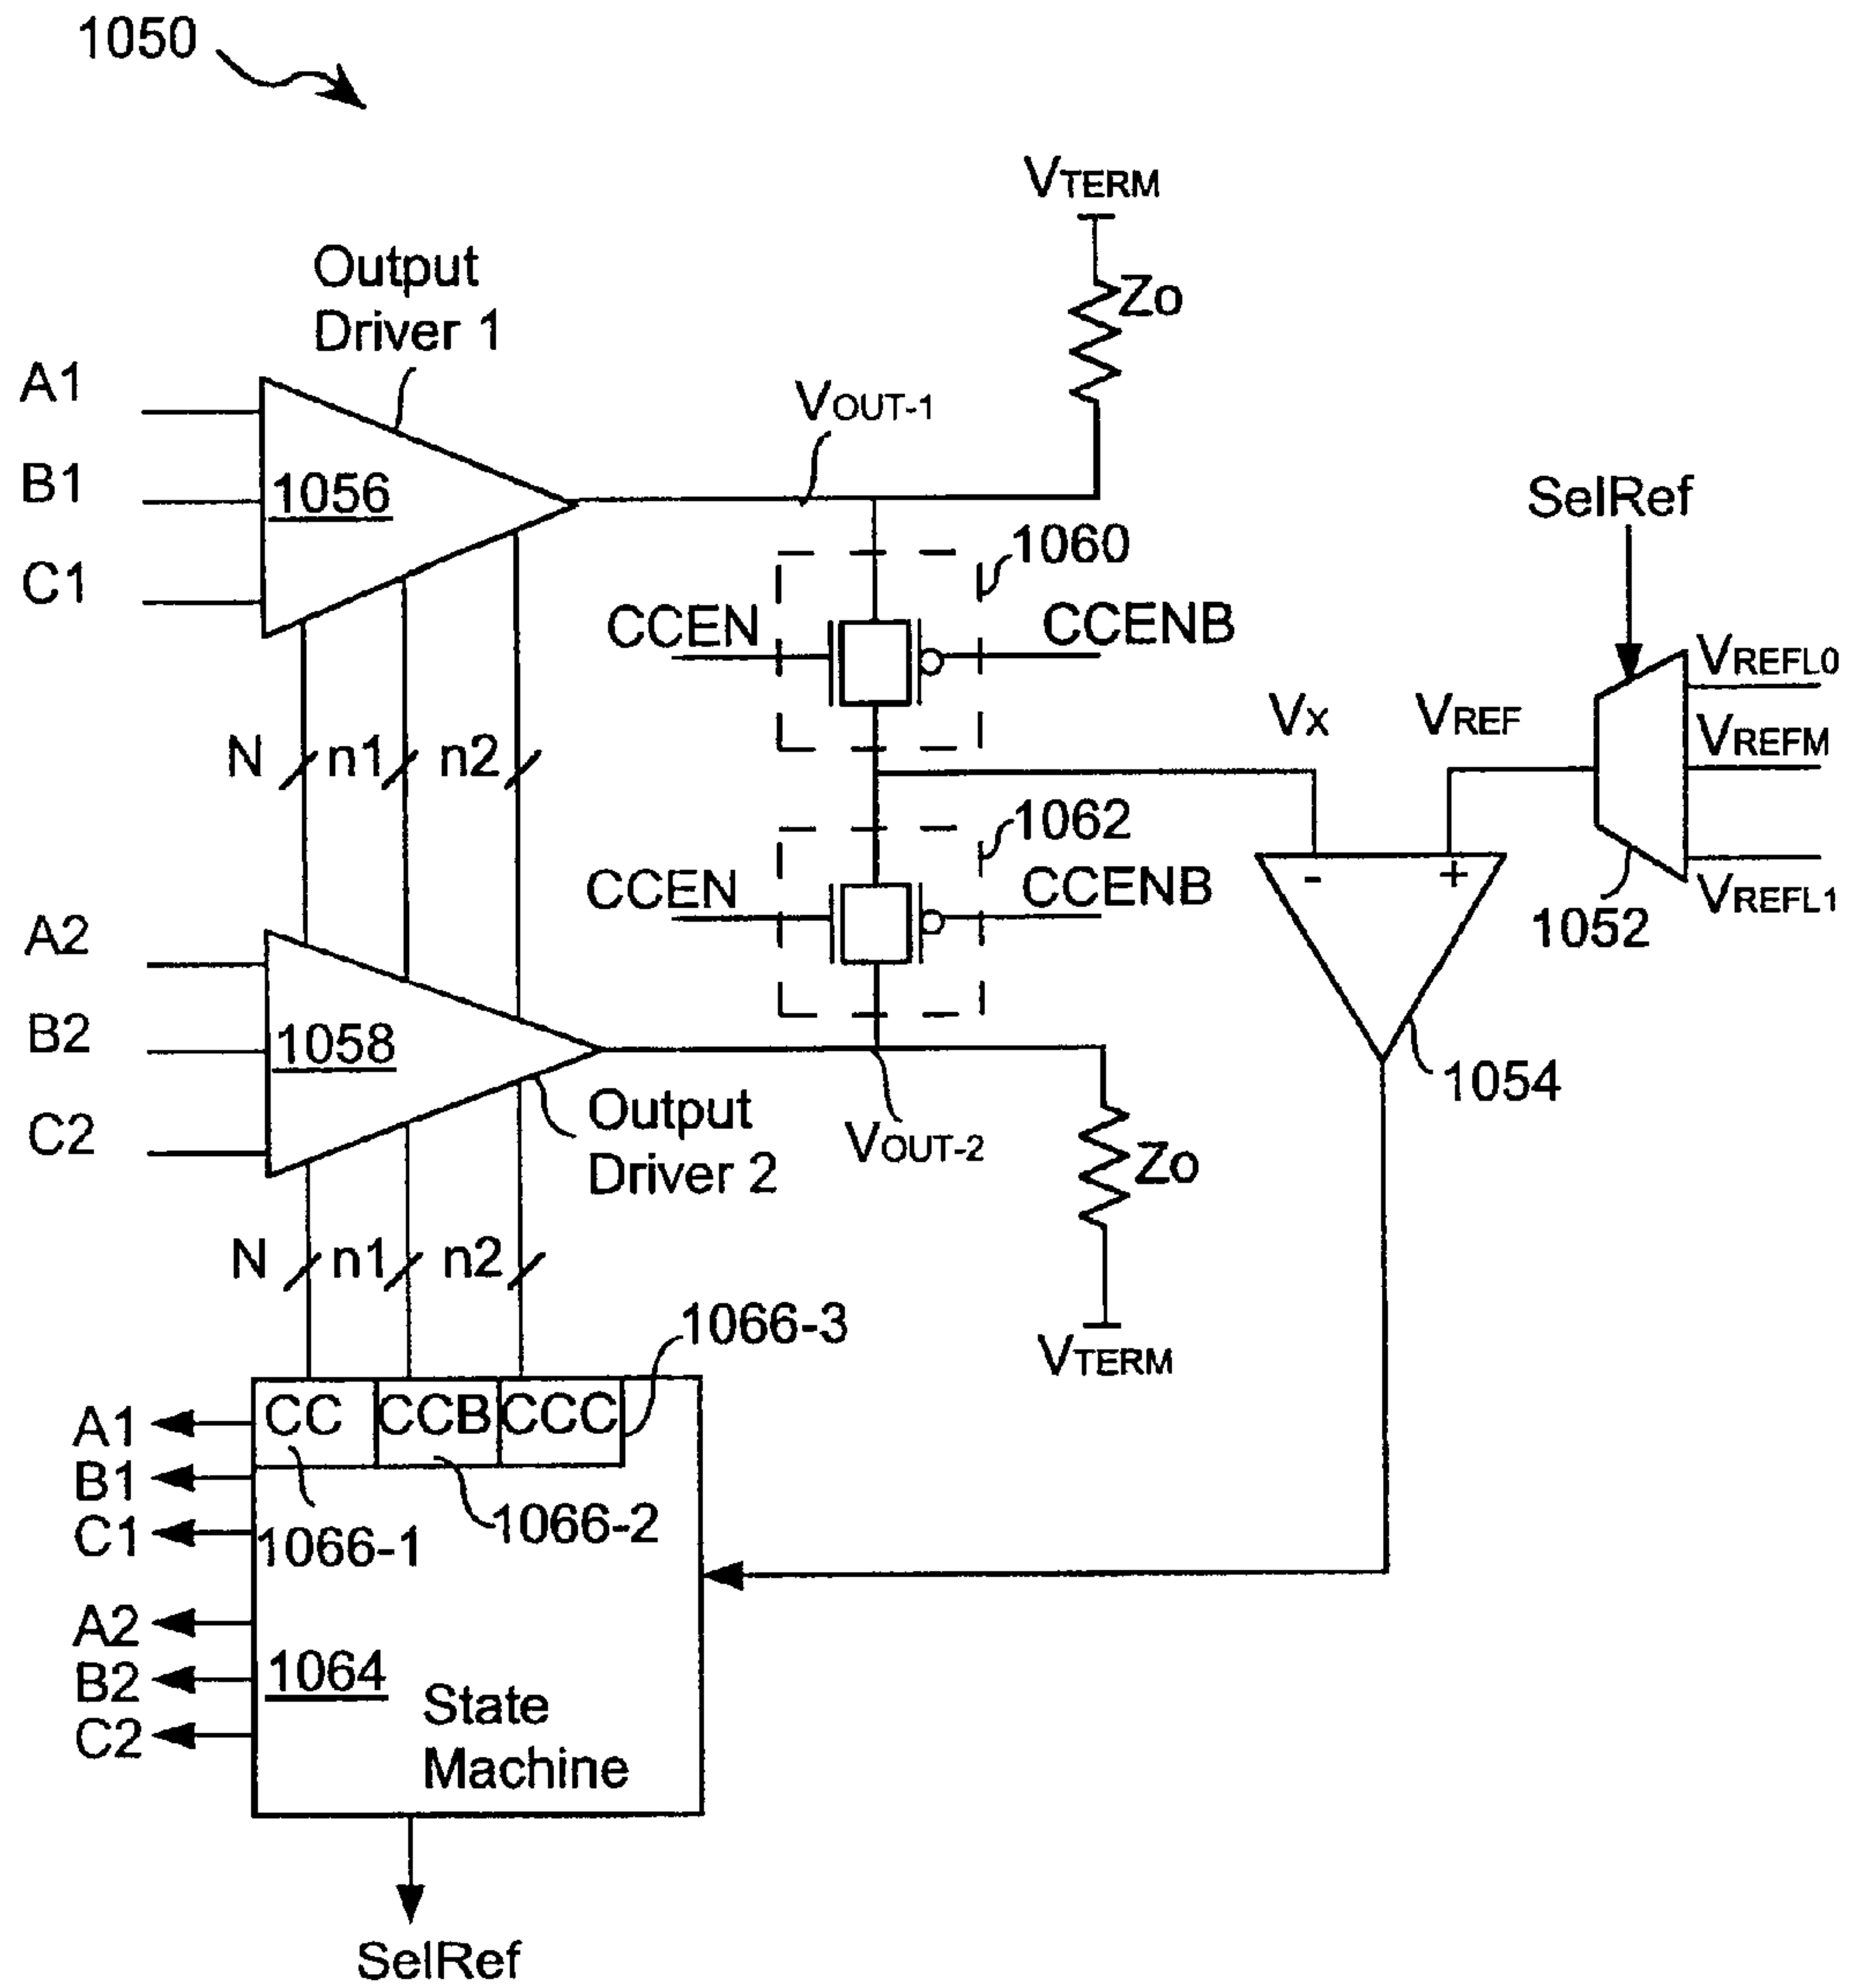 1050
VTERM
Output
Driver 1
Zo
A1
VOUT-1
B1
1056
SelRef
C1
1060
CCEN
CCENB
VREFL0
N
n1
n2
VX
VREF
VREFM
1062
CCEN
CCENB
VREFL1
A2
- +
1052
B2
1058
1054
C2
Output
Driver 2
VOUT-2
Zo
N
n1
n2
1066-3
VTERM
A1
CC
CCB
CCC
B1
C1
1066-1
1066-2
A2
B2
1064
State
Machine
C2
SelRef